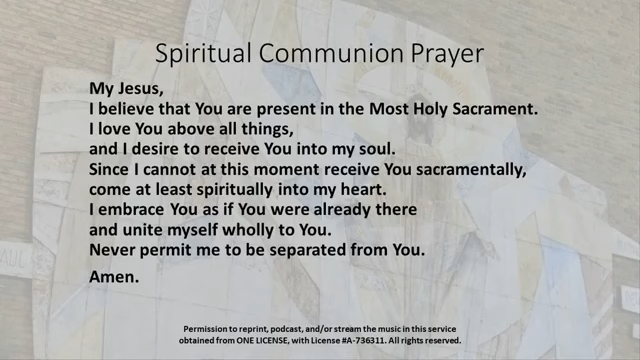 Spiritual Communion Prayer
My Jesus,
I believe that You are present in the Most Holy Sacrament.
I love You above all things,
and I desire to receive You into my soul.
Since I cannot at this moment receive You sacramentally,
come at least spiritually into my heart.
I embrace You as if You were already there
and unite myself wholly to You.
Never permit me to be separated from You.
Amen.
Permission to reprint, podcast, and/or stream the music in this service
obtained from ONE LICENSE, with License #A-736311. All rights reserved.